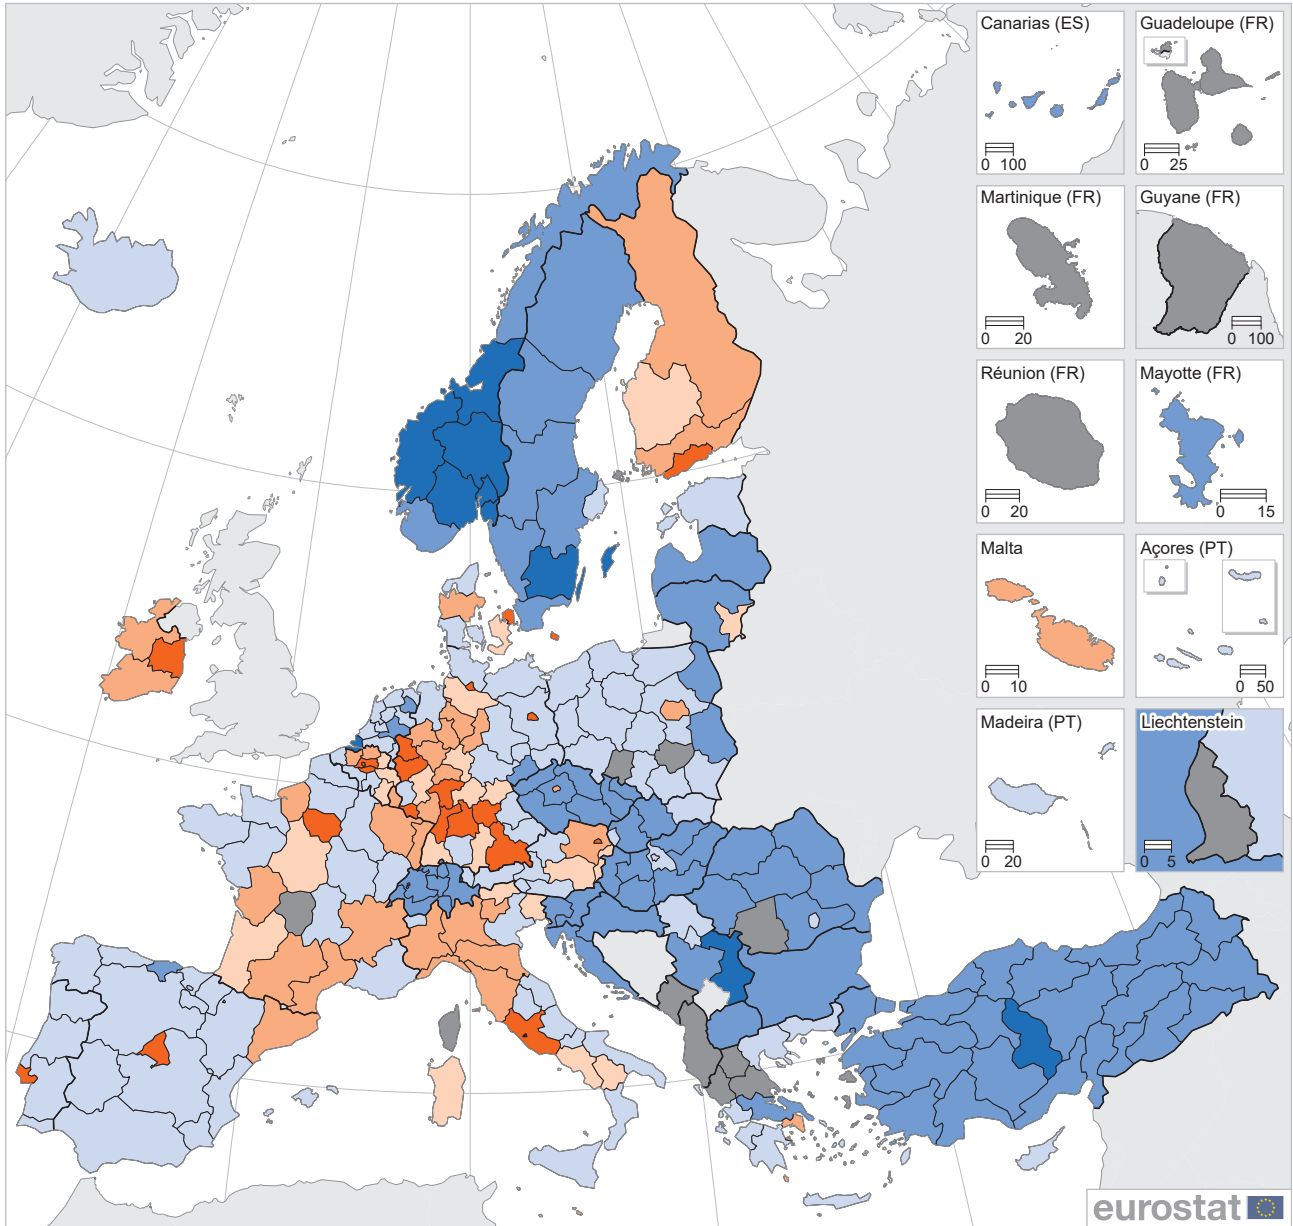 Canarias (ES)
0 100
Guadeloupe (FR)
0 25
Martinique (FR)
0 20
Guyane (FR)
0 100
Réunion (FR)
0 20
Mayotte (FR)
0 15
Malta
0 10
Açores (PT)
0 50
Madeira (PT)
0 20
Liechtenstein
0 5
eurostat